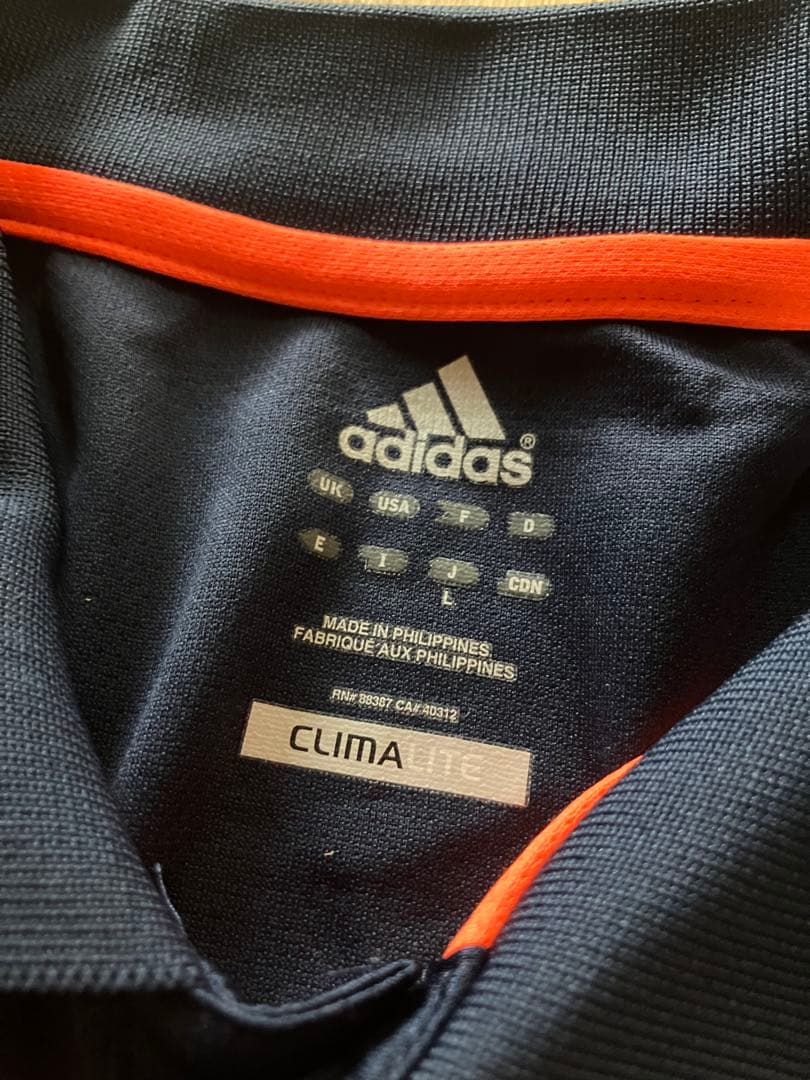 adidas®
UK USA F D
E I J CDN
L
MADE IN PHILIPPINES
FABRIQUÉ AUX PHILIPPINES
RN# 88387 CA# 40312
CLIMALITE